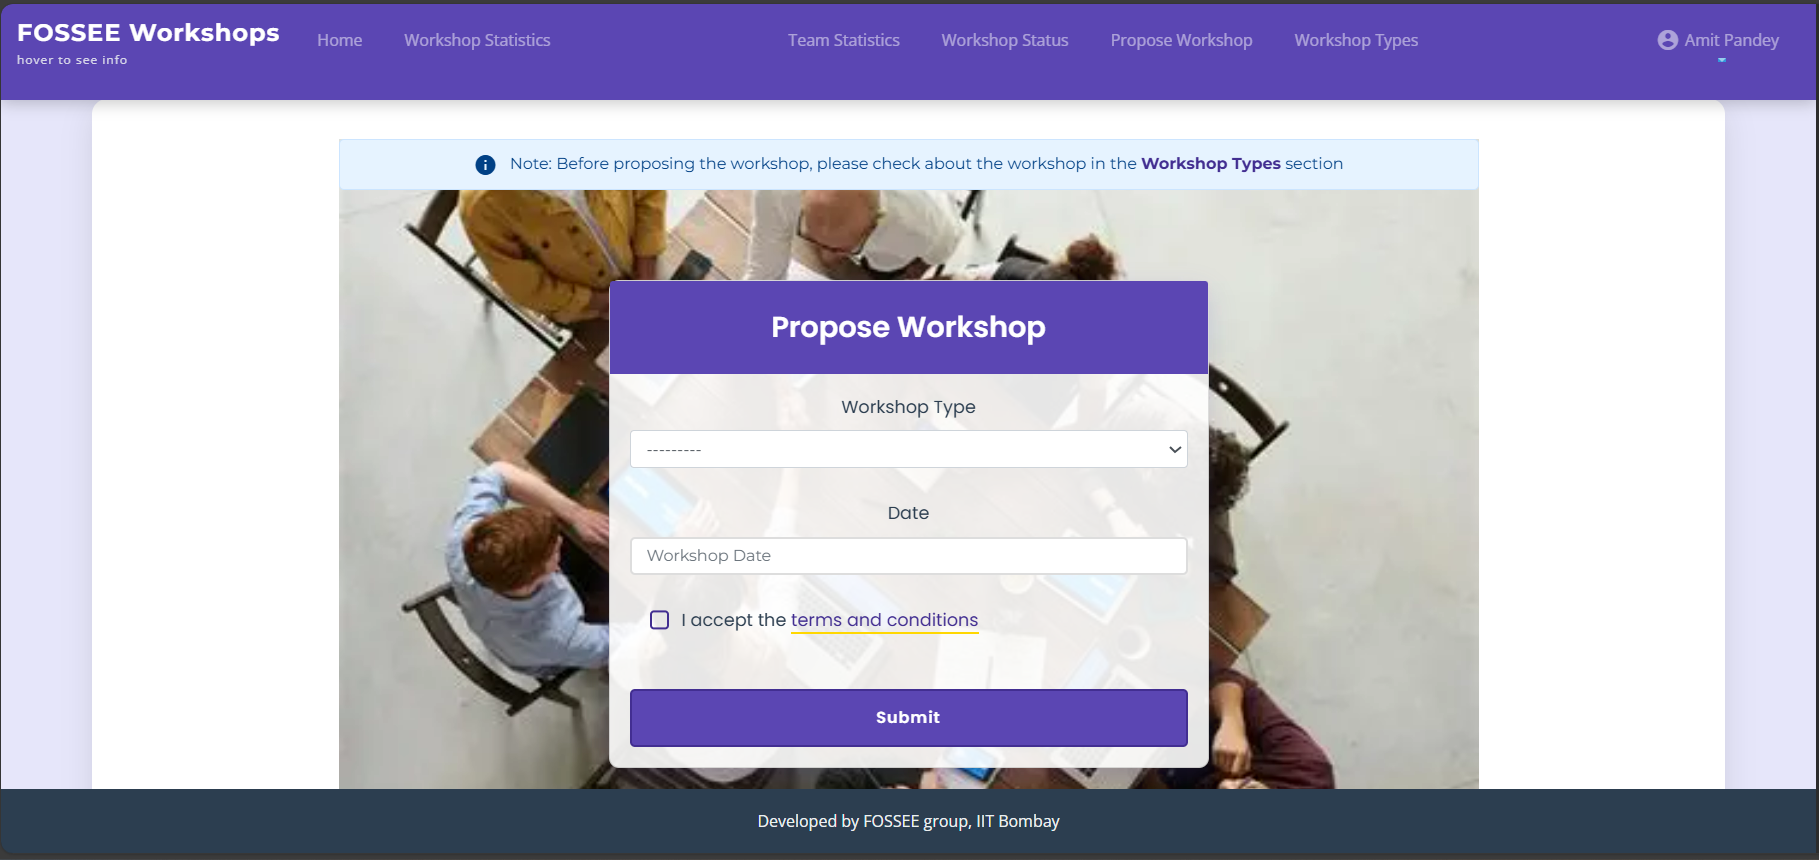 FOSSEE Workshops
hover to see info
Home
Workshop Statistics
Team Statistics
Workshop Status
Propose Workshop
Workshop Types
Amit Pandey
Note: Before proposing the workshop, please check about the workshop in the Workshop Types section
Propose Workshop
Workshop Type
---------
Date
Workshop Date
I accept the terms and conditions
Submit
Developed by FOSSEE group, IIT Bombay